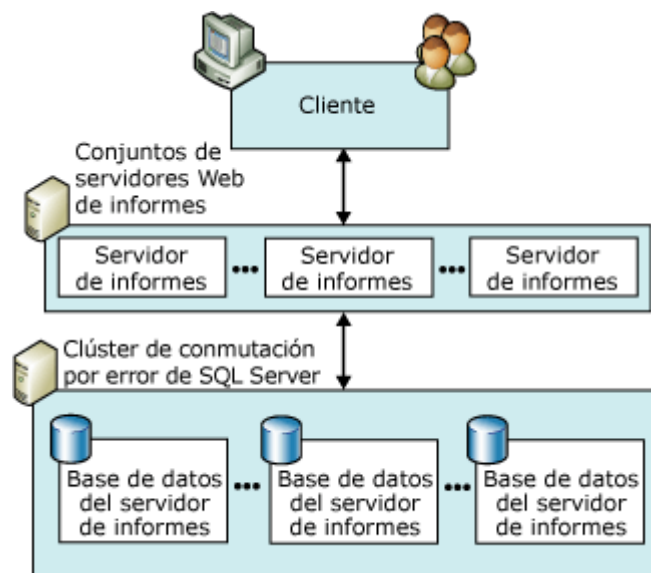 Cliente
Conjuntos de
servidores Web
de informes
Servidor
de informes
•••
Servidor
de informes
•••
Servidor
de informes
Clúster de conmutación
por error de SQL Server
Base de datos
del servidor
de informes
•••
Base de datos
del servidor
de informes
•••
Base de datos
del servidor
de informes